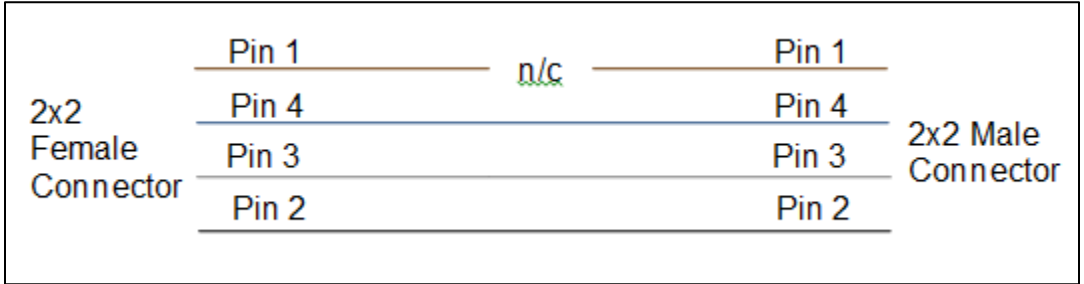 Pin 1
n/c
Pin 1
2x2
Female
Connector
Pin 4
Pin 4
Pin 3
Pin 3
Pin 2
Pin 2
2x2 Male
Connector